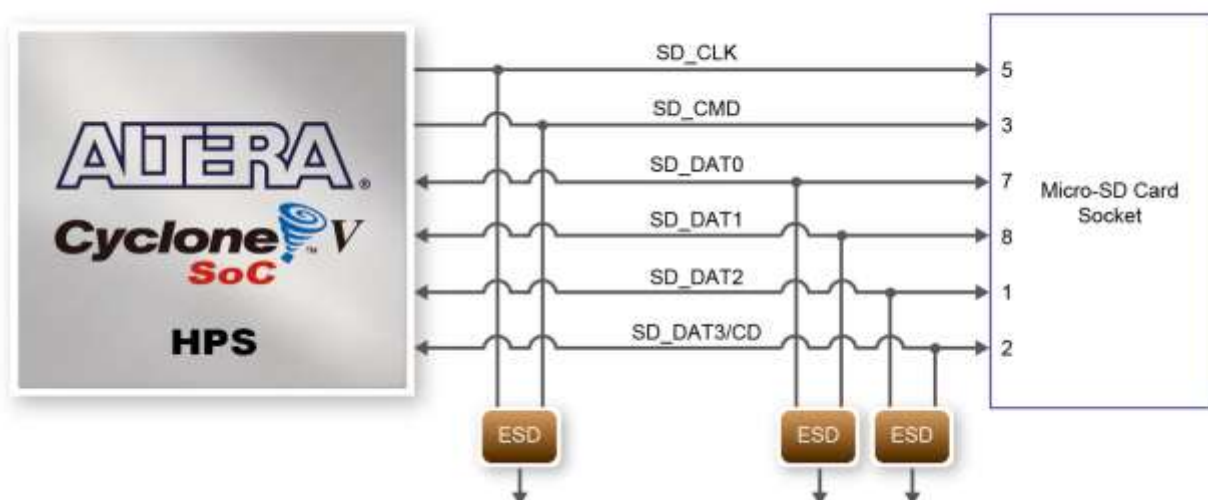 ALTERA®
Cyclone™ V
SoC
HPS
SD_CLK
5
SD_CMD
3
SD_DAT0
7
SD_DAT1
8
SD_DAT2
1
SD_DAT3/CD
2
Micro-SD Card
Socket
ESD
ESD
ESD